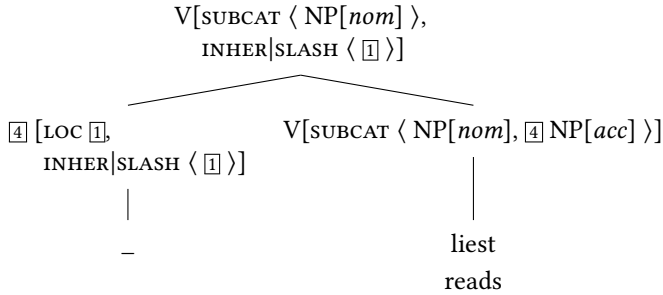 V[SUBCAT ⟨ NP[nom] ⟩,
INHER|SLASH ⟨ 1 ⟩]
4 [LOC 1,
INHER|SLASH ⟨ 1 ⟩]
V[SUBCAT ⟨ NP[nom], 4 NP[acc] ⟩]
_
liest
reads